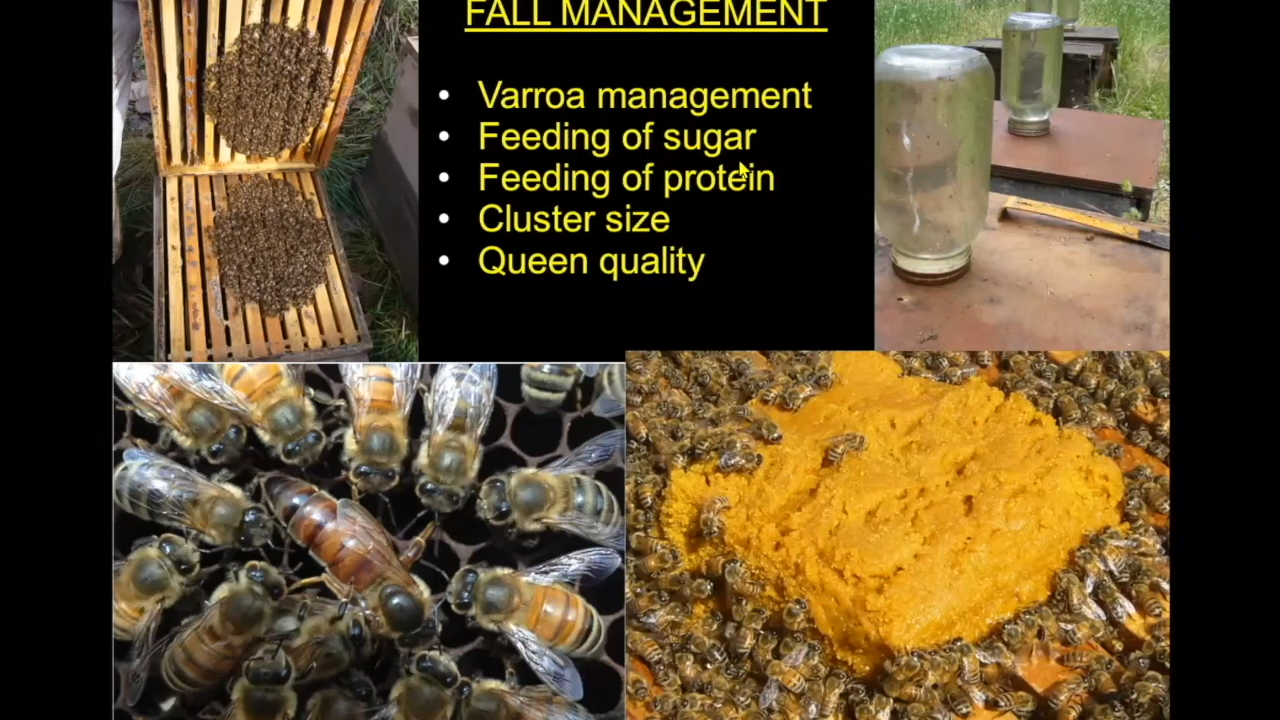 FALL MANAGEMENT
• Varroa management
• Feeding of sugar
• Feeding of protein
• Cluster size
• Queen quality